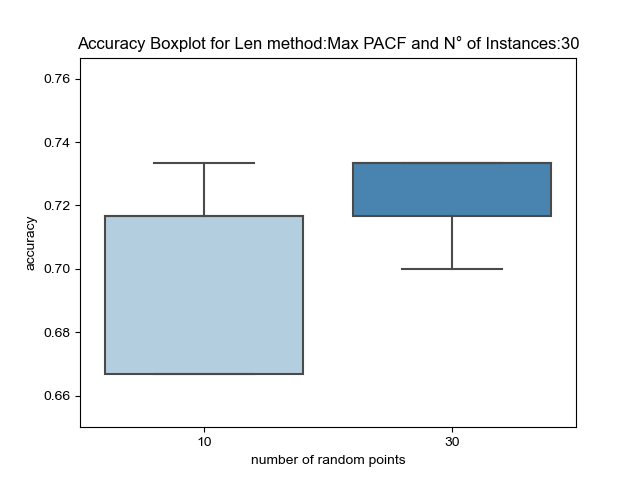 Accuracy Boxplot for Len method:Max PACF and N° of Instances:30
0.76
0.74
0.72
0.70
0.68
0.66
accuracy
10
30
number of random points